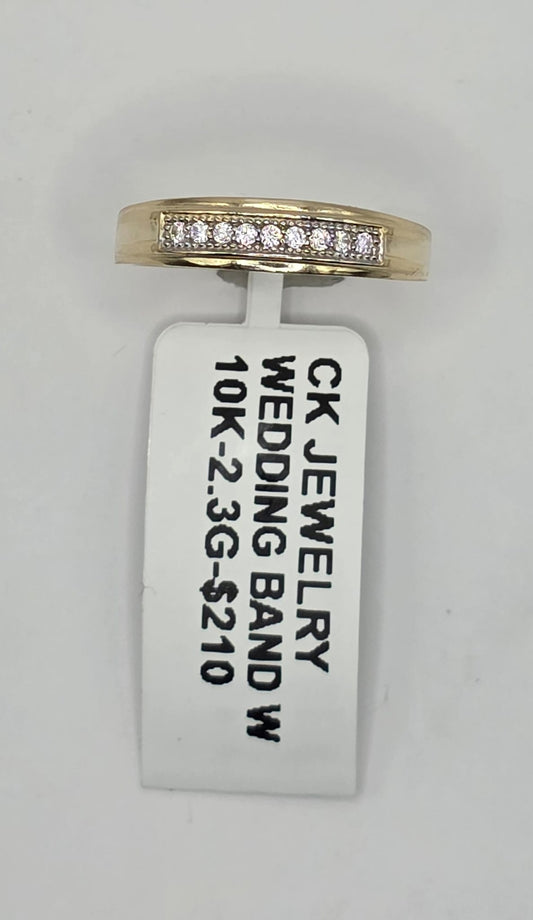 CK JEWELRY
WEDDING BAND W
10K-2.3G-$210